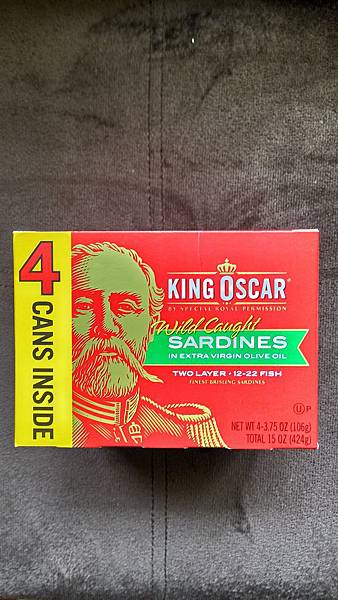 4 CANS INSIDE
KING OSCAR®
BY SPECIAL ROYAL PERMISSION
Wild Caught
SARDINES
IN EXTRA VIRGIN OLIVE OIL
TWO LAYER · 12-22 FISH
FINEST BRISLING SARDINES
Ⓤ P
NET WT 4-3.75 OZ (106g)
TOTAL 15 OZ (424g)